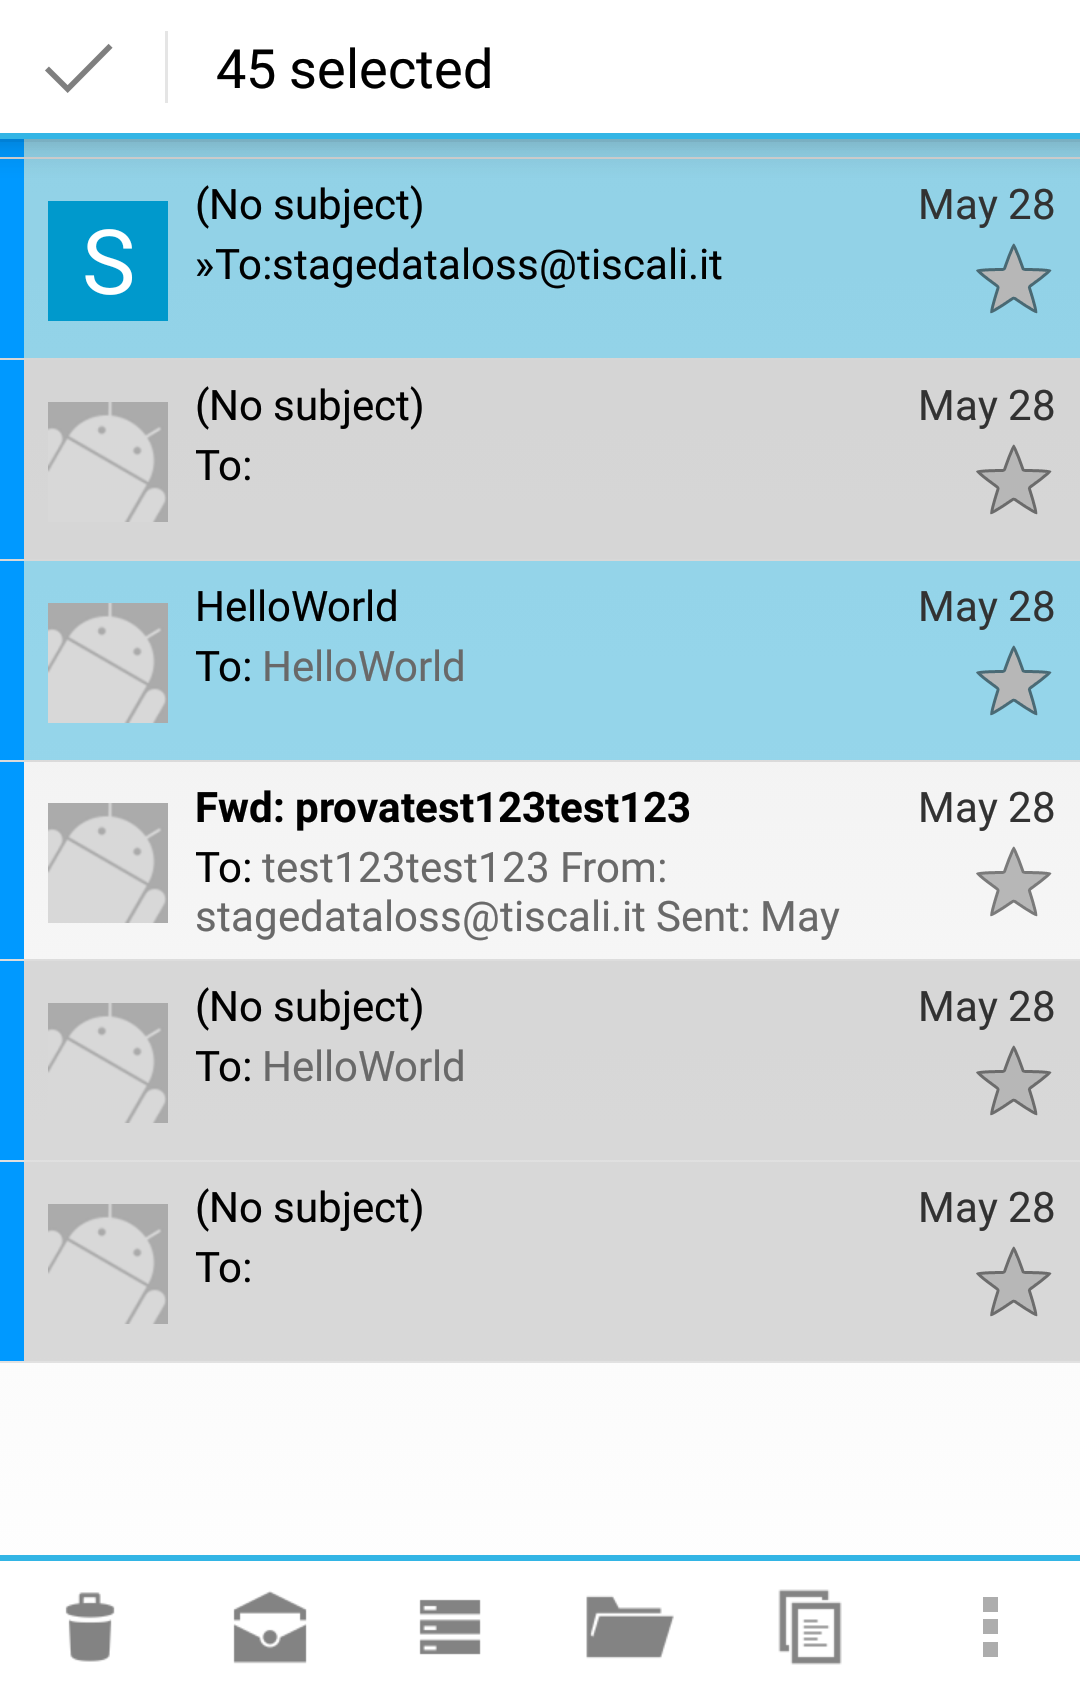 45 selected
(No subject)
May 28
S
»To:stagedataloss@tiscali.it
(No subject)
May 28
To:
HelloWorld
May 28
To: HelloWorld
Fwd: provatest123test123
May 28
To: test123test123 From:
stagedataloss@tiscali.it Sent: May
(No subject)
May 28
To: HelloWorld
(No subject)
May 28
To: